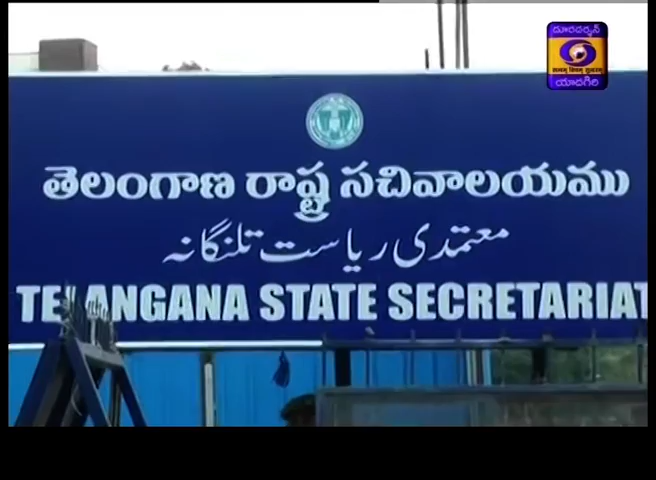 దూరదర్శన్
యాదగిరి
తెలంగాణ రాష్ట్ర సచివాలయము
معتمدی ریاست تلنگانہ
TELANGANA STATE SECRETARIAT